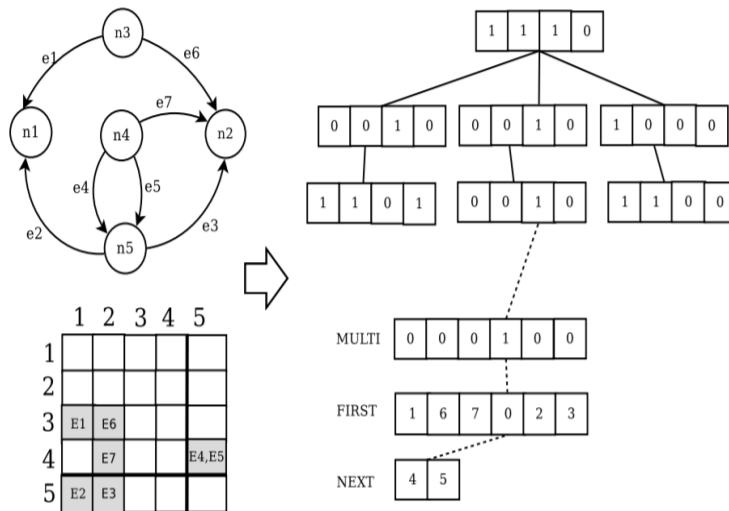 n3
e1
e6
e7
n1
n4
n2
e4
e5
e2
e3
n5
1 2 3 4 5
1
2
3 E1 E6
4 E7 E4,E5
5 E2 E3
1 1 1 0
0 0 1 0
0 0 1 0
1 0 0 0
1 1 0 1
0 0 1 0
1 1 0 0
MULTI 0 0 0 1 0 0
FIRST 1 6 7 0 2 3
NEXT 4 5